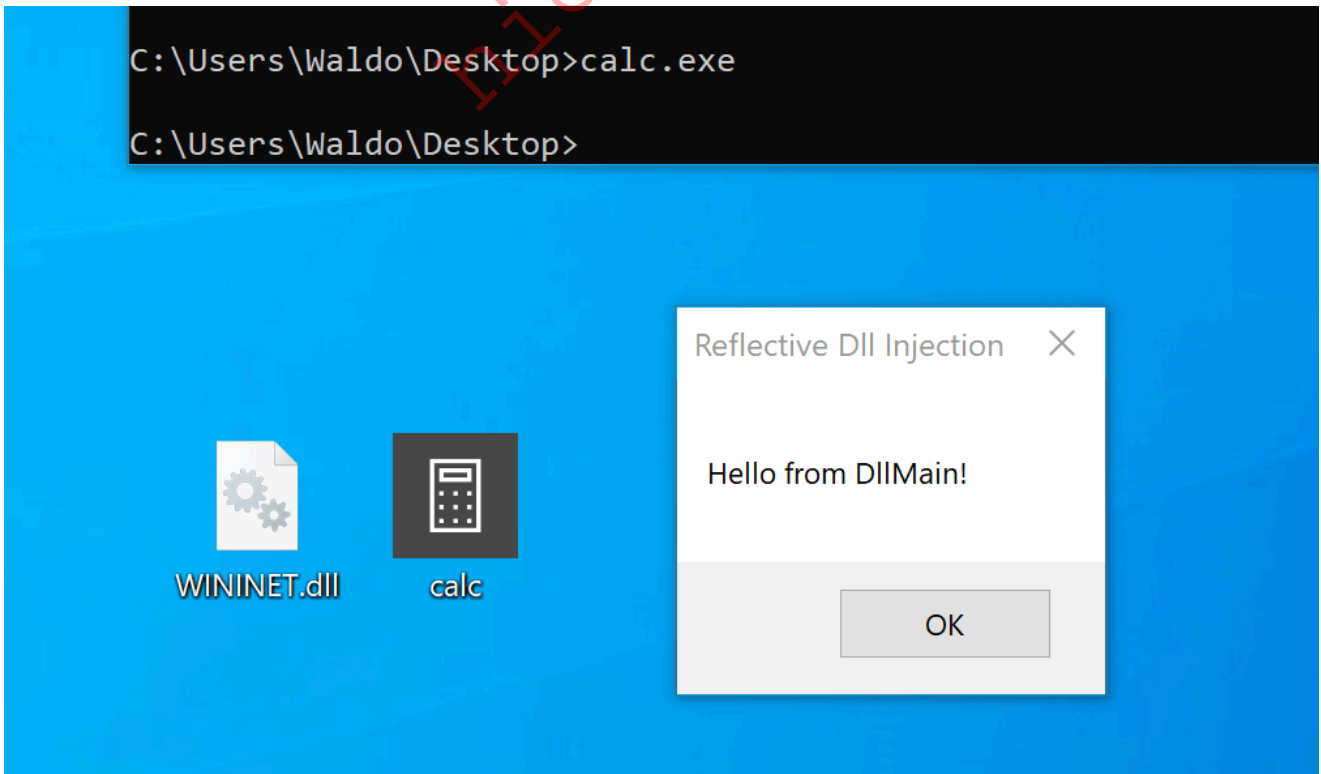 C:\Users\Waldo\Desktop>calc.exe
C:\Users\Waldo\Desktop>
Reflective Dll Injection
Hello from DllMain!
OK
WININET.dll
calc